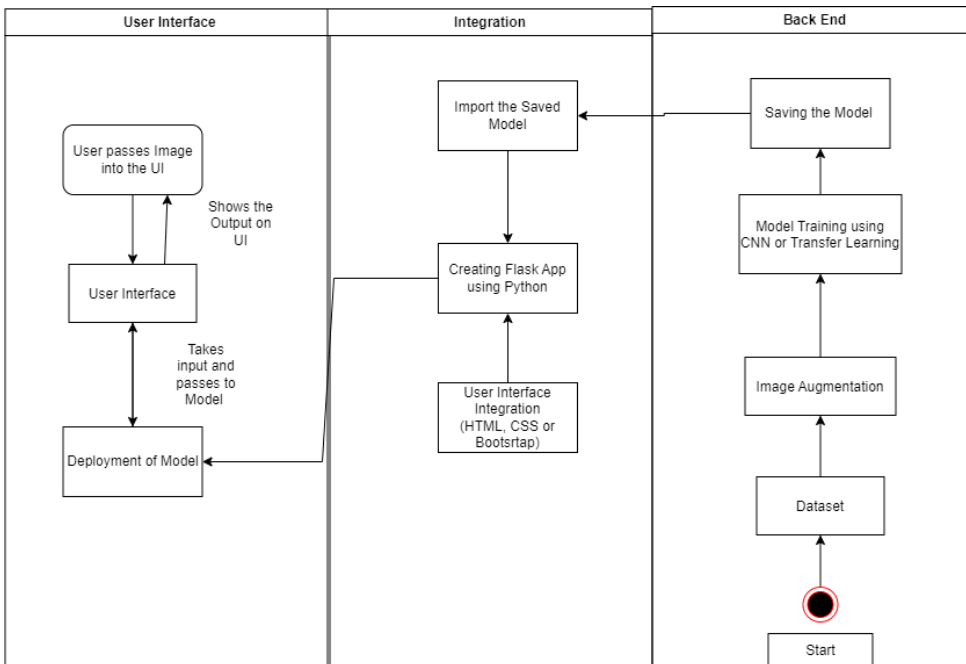 User Interface
Integration
Back End
User passes Image
into the UI
Shows the
Output on
UI
User Interface
Takes
input and
passes to
Model
Deployment of Model
Import the Saved
Model
Creating Flask App
using Python
User Interface
Integration
(HTML, CSS or
Bootsrtap)
Saving the Model
Model Training using
CNN or Transfer Learning
Image Augmentation
Dataset
Start